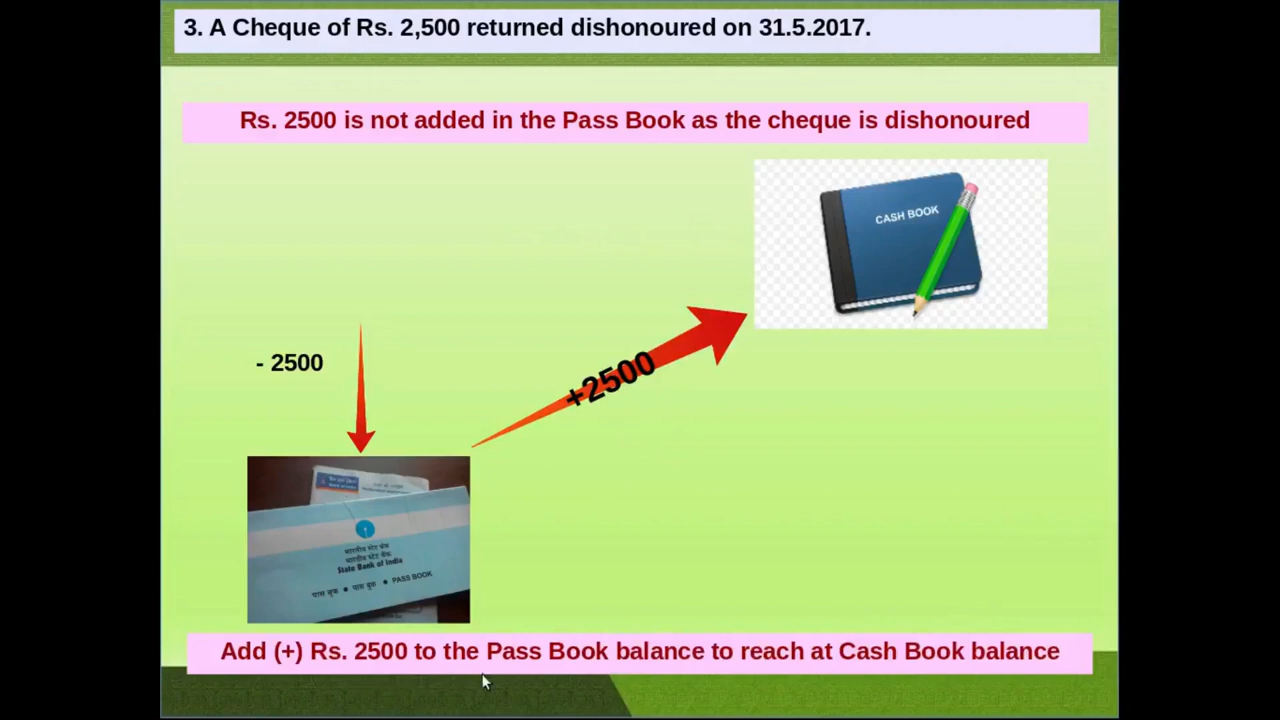 3. A Cheque of Rs. 2,500 returned dishonoured on 31.5.2017.
Rs. 2500 is not added in the Pass Book as the cheque is dishonoured
CASH BOOK
- 2500
+2500
भारतीय स्टेट बैंक
State Bank of India
पास बुक • पास बुक • PASS BOOK
Add (+) Rs. 2500 to the Pass Book balance to reach at Cash Book balance